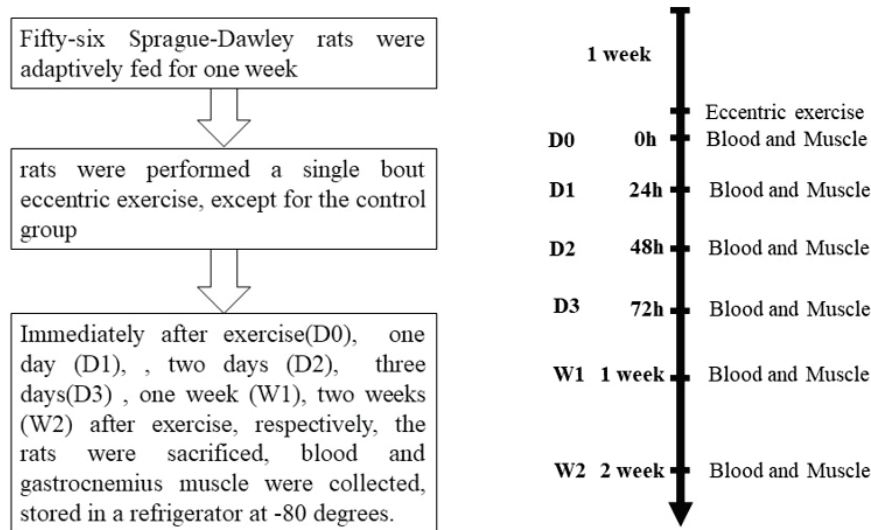 Fifty-six Sprague-Dawley rats were
adaptively fed for one week
rats were performed a single bout
eccentric exercise, except for the control
group
Immediately after exercise(D0), one
day (D1), , two days (D2), three
days(D3) , one week (W1), two weeks
(W2) after exercise, respectively, the
rats were sacrificed, blood and
gastrocnemius muscle were collected,
stored in a refrigerator at -80 degrees.
1 week
Eccentric exercise
D0 0h Blood and Muscle
D1 24h Blood and Muscle
D2 48h Blood and Muscle
D3 72h Blood and Muscle
W1 1 week Blood and Muscle
W2 2 week Blood and Muscle